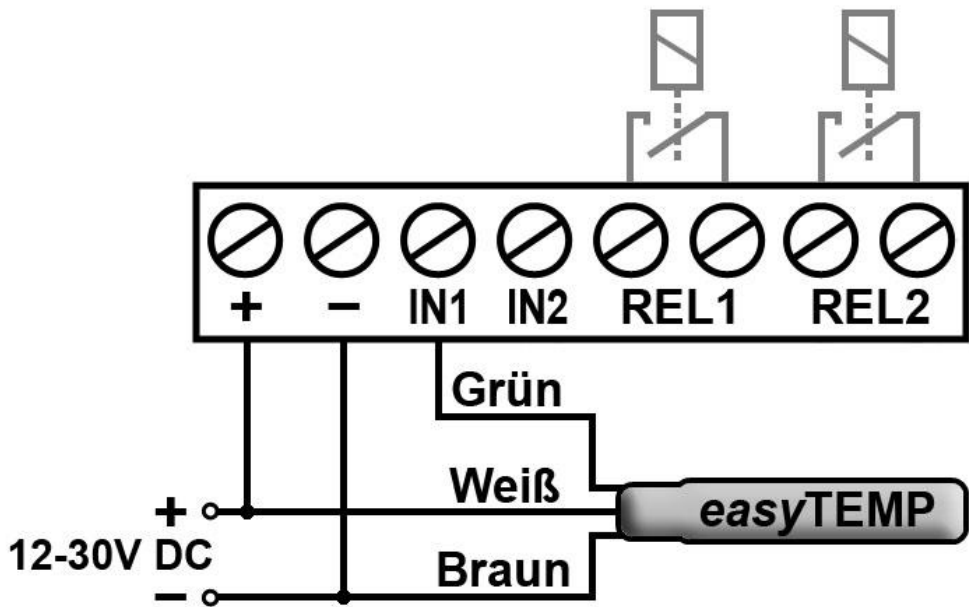 + − IN1 IN2 REL1 REL2
Grün
Weiß
easyTEMP
+
12-30V DC
−
Braun